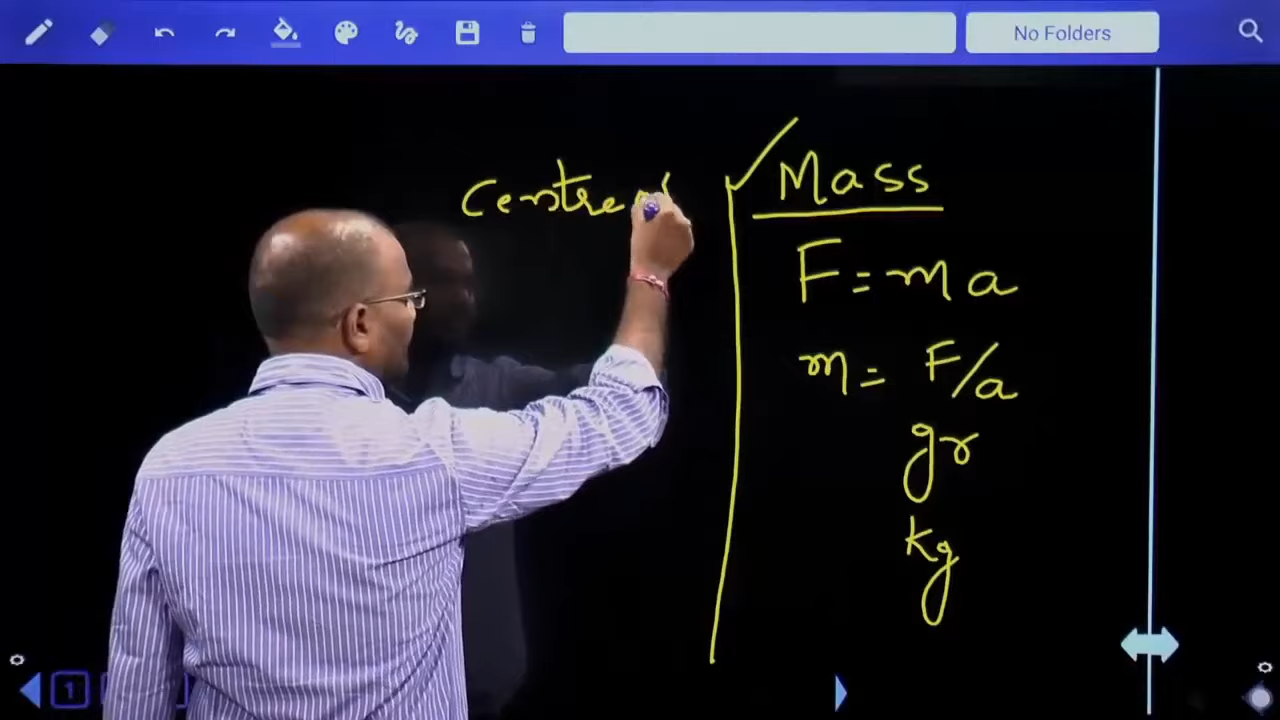 No Folders
Centre
Mass
F = ma
m = F/a
gr
kg
1